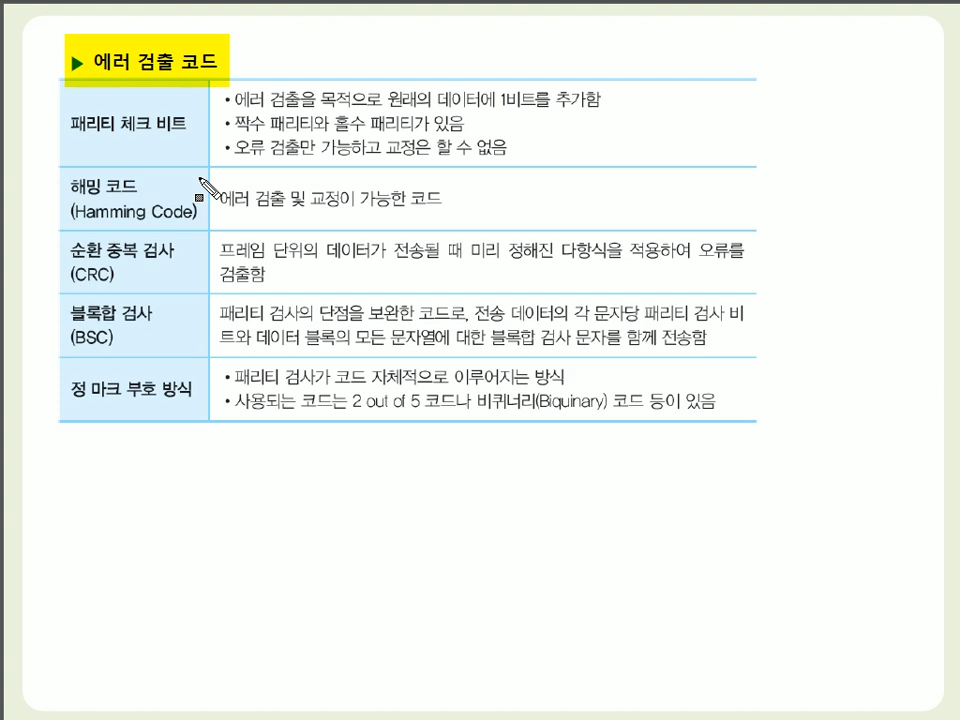 ▶ 에러 검출 코드
패리티 체크 비트
• 에러 검출을 목적으로 원래의 데이터에 1비트를 추가함
• 짝수 패리티와 홀수 패리티가 있음
• 오류 검출만 가능하고 교정은 할 수 없음
해밍 코드
(Hamming Code)
에러 검출 및 교정이 가능한 코드
순환 중복 검사
(CRC)
프레임 단위의 데이터가 전송될 때 미리 정해진 다항식을 적용하여 오류를
검출함
블록합 검사
(BSC)
패리티 검사의 단점을 보완한 코드로, 전송 데이터의 각 문자당 패리티 검사 비
트와 데이터 블록의 모든 문자열에 대한 블록합 검사 문자를 함께 전송함
정 마크 부호 방식
• 패리티 검사가 코드 자체적으로 이루어지는 방식
• 사용되는 코드는 2 out of 5 코드나 비퀴너리(Biquinary) 코드 등이 있음